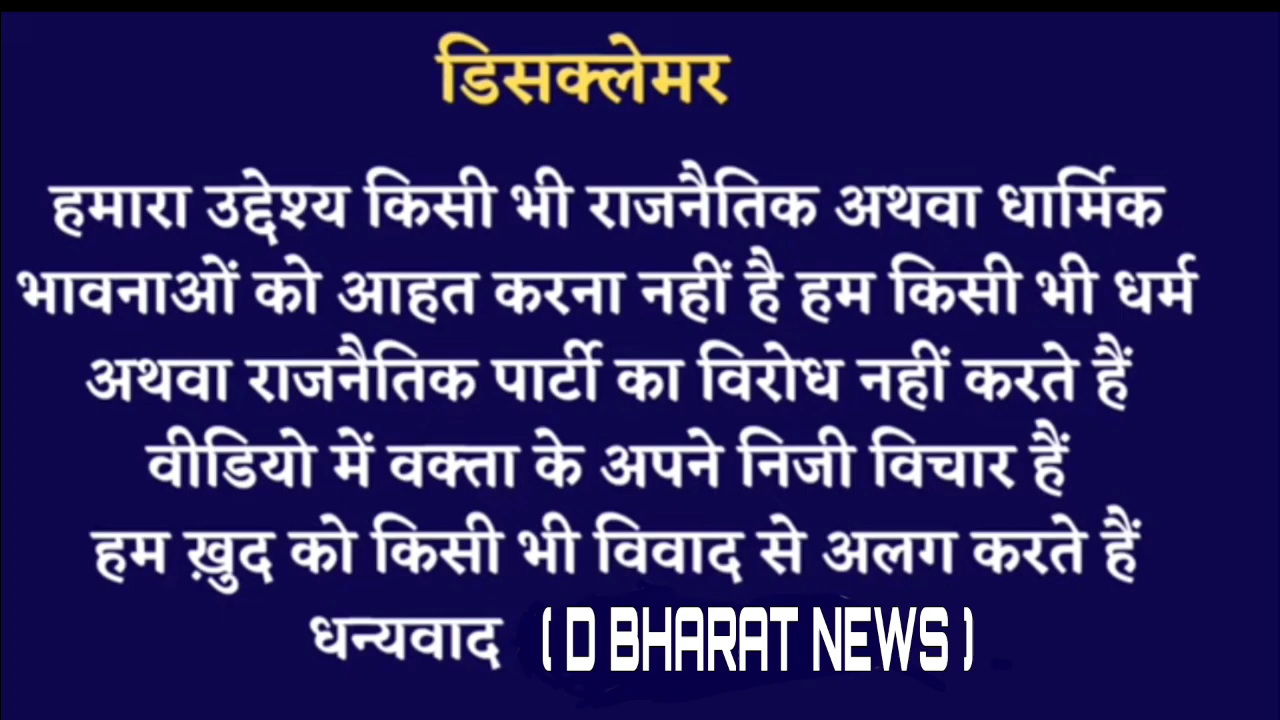 डिसक्लेमर
हमारा उद्देश्य किसी भी राजनैतिक अथवा धार्मिक
भावनाओं को आहत करना नहीं है हम किसी भी धर्म
अथवा राजनैतिक पार्टी का विरोध नहीं करते हैं
वीडियो में वक्ता के अपने निजी विचार हैं
हम ख़ुद को किसी भी विवाद से अलग करते हैं
धन्यवाद ( D BHARAT NEWS )